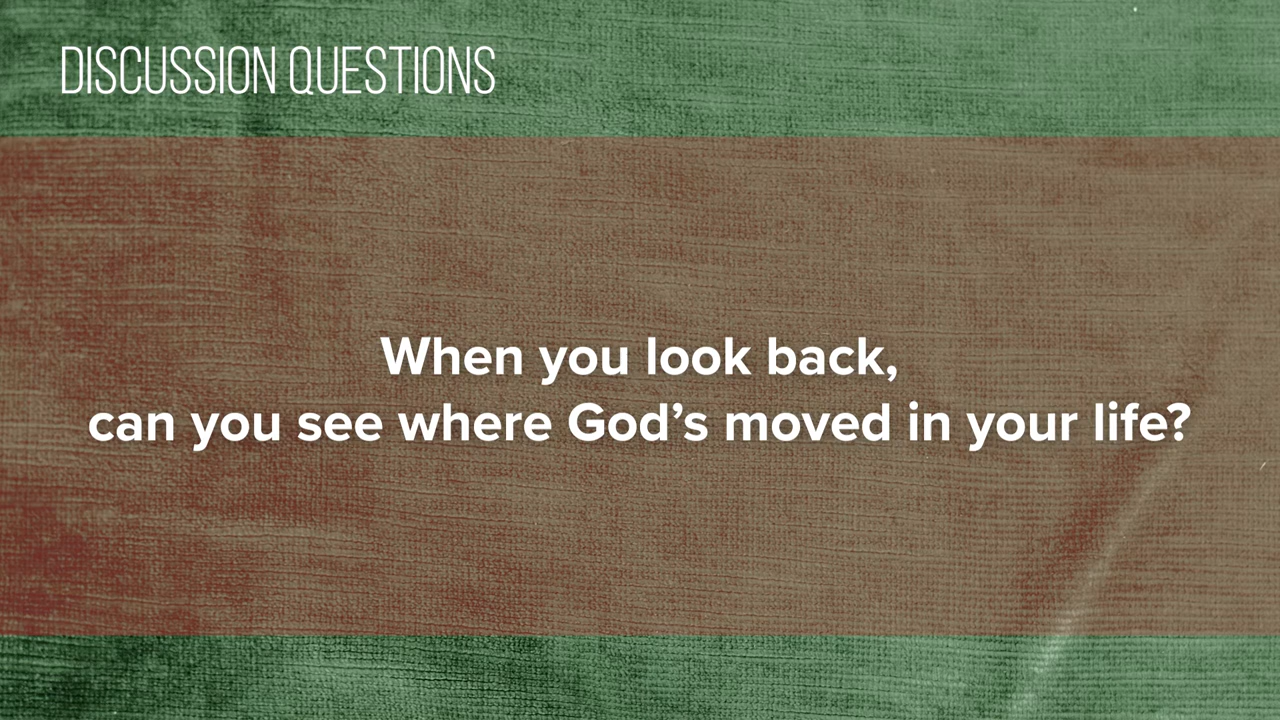 DISCUSSION QUESTIONS
When you look back,
can you see where God’s moved in your life?